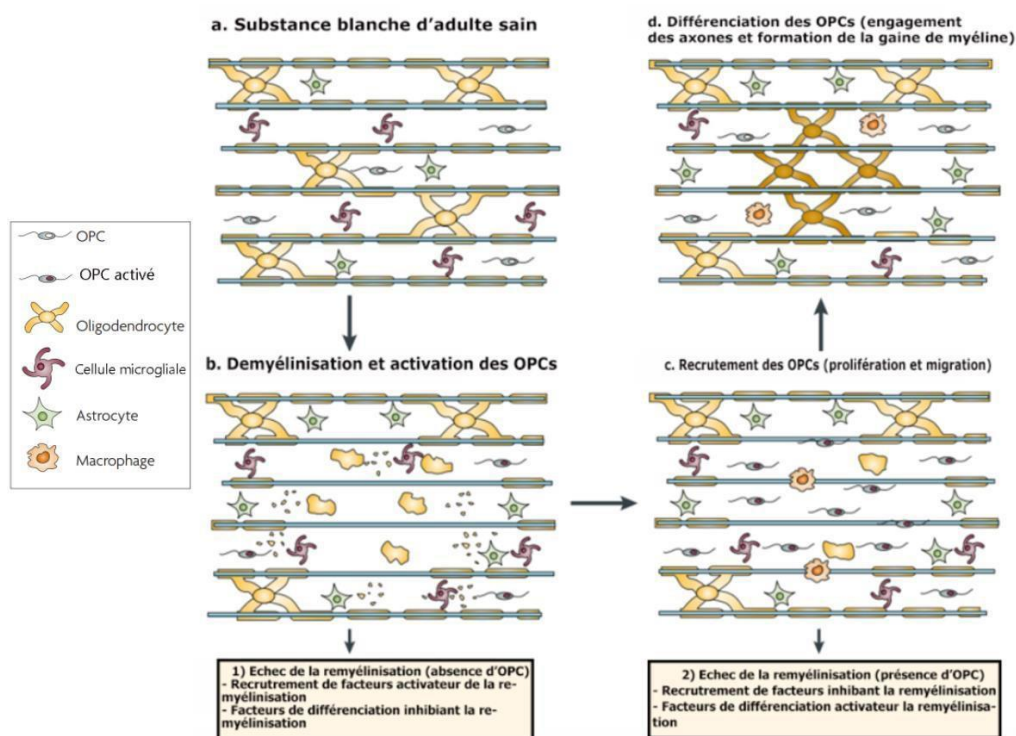 a. Substance blanche d'adulte sain
d. Différenciation des OPCs (engagement
des axones et formation de la gaine de myéline)
OPC
OPC activé
Oligodendrocyte
Cellule microgliale
Astrocyte
Macrophage
b. Demyélinisation et activation des OPCs
c. Recrutement des OPCs (prolifération et migration)
1) Echec de la remyélinisation (absence d'OPC)
- Recrutrement de facteurs activateur de la re-
myélinisation
- Facteurs de différenciation inhibiant la re-
myélinisation
2) Echec de la remyélinisation (présence d'OPC)
- Recrutrement de facteurs inhibant la remyélinisation
- Facteurs de différenciation activateur la remyélinisa-
tion